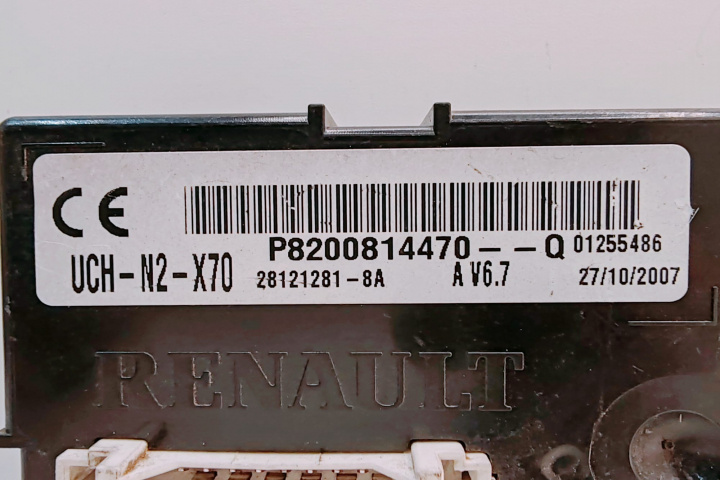 CE
P8200814470--Q 01255486
UCH-N2-X70 28121281-8A A V6.7 27/10/2007
RENAULT